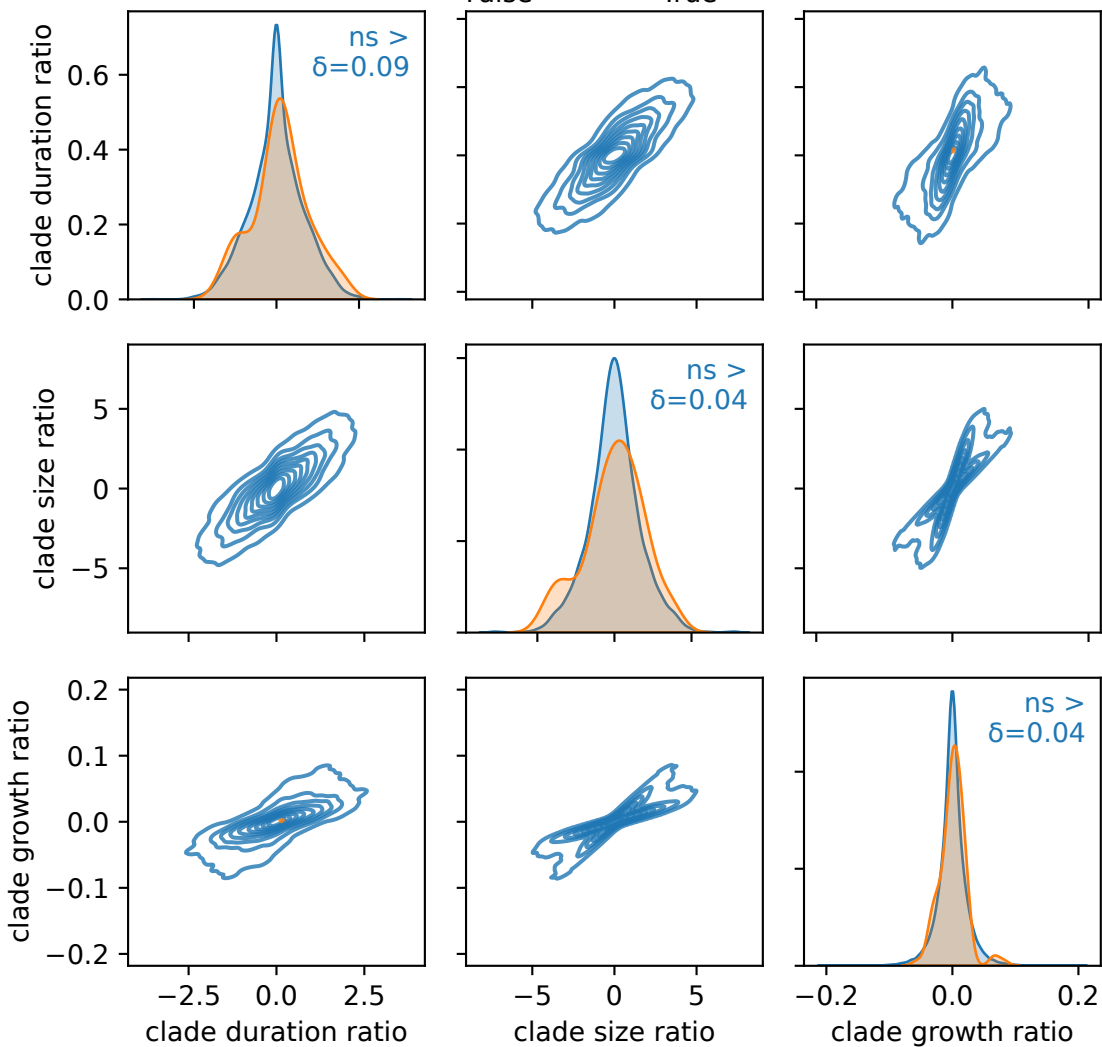 False True
clade duration ratio
0.6
0.4
0.2
0.0
ns >
δ=0.09
clade size ratio
5
0
−5
ns >
δ=0.04
clade growth ratio
0.2
0.1
0.0
−0.1
−0.2
ns >
δ=0.04
−2.5 0.0 2.5
−5 0 5
−0.2 0.0 0.2
clade duration ratio
clade size ratio
clade growth ratio